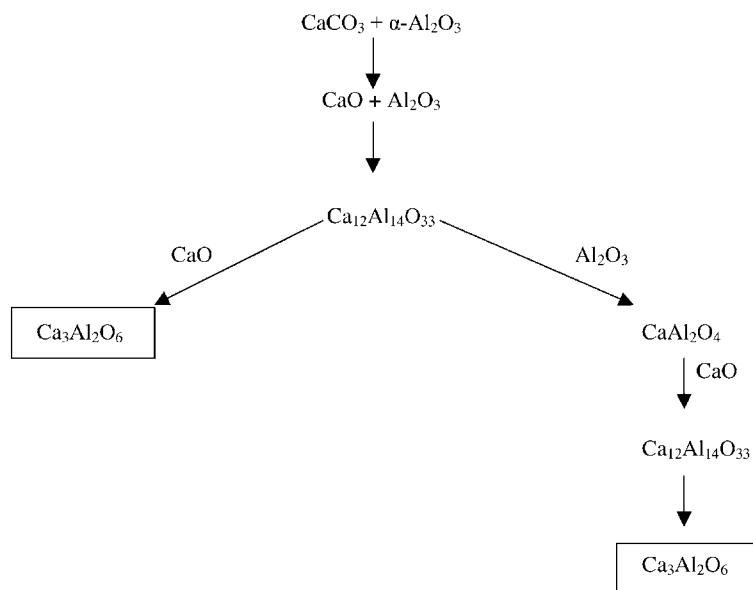 CaCO₃ + α-Al₂O₃
CaO + Al₂O₃
Ca₁₂Al₁₄O₃₃
CaO
Al₂O₃
Ca₃Al₂O₆
CaAl₂O₄
CaO
Ca₁₂Al₁₄O₃₃
Ca₃Al₂O₆